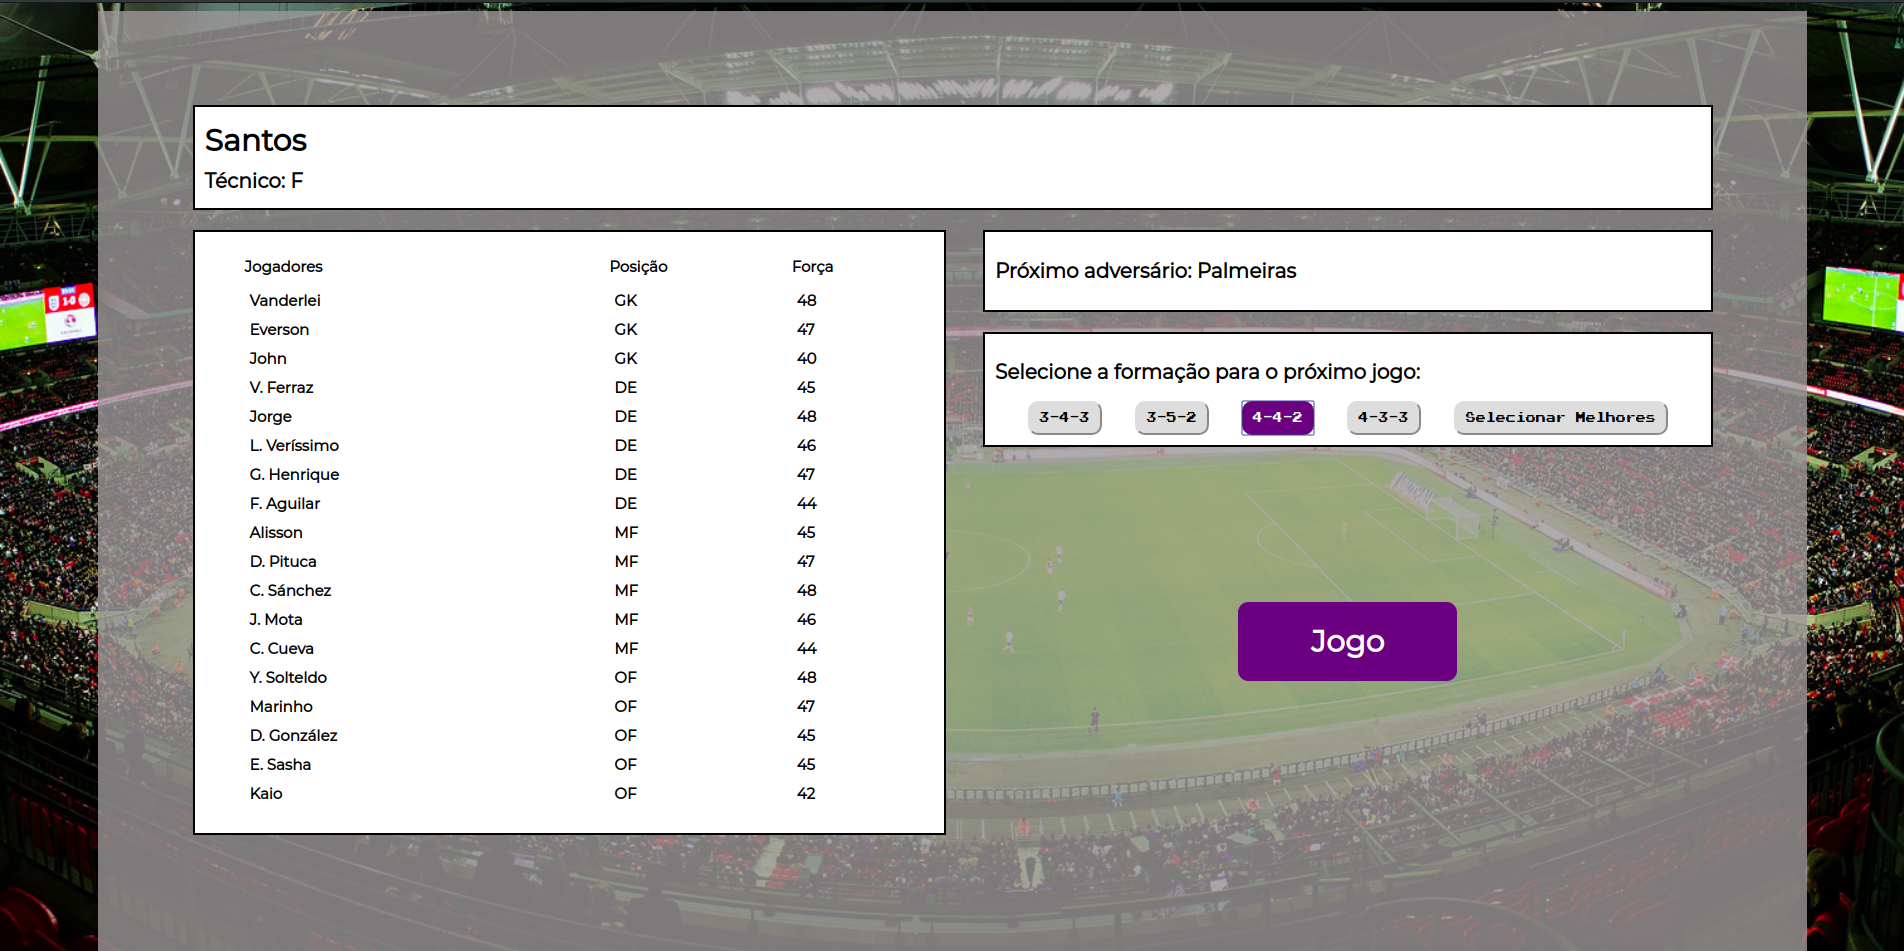 Santos
Técnico: F
Jogadores Posição Força
Vanderlei GK 48
Everson GK 47
John GK 40
V. Ferraz DE 45
Jorge DE 48
L. Veríssimo DE 46
G. Henrique DE 47
F. Aguilar DE 44
Alisson MF 45
D. Pituca MF 47
C. Sánchez MF 48
J. Mota MF 46
C. Cueva MF 44
Y. Solteldo OF 48
Marinho OF 47
D. González OF 45
E. Sasha OF 45
Kaio OF 42
Próximo adversário: Palmeiras
Selecione a formação para o próximo jogo:
3-4-3 3-5-2 4-4-2 4-3-3 Selecionar Melhores
Jogo